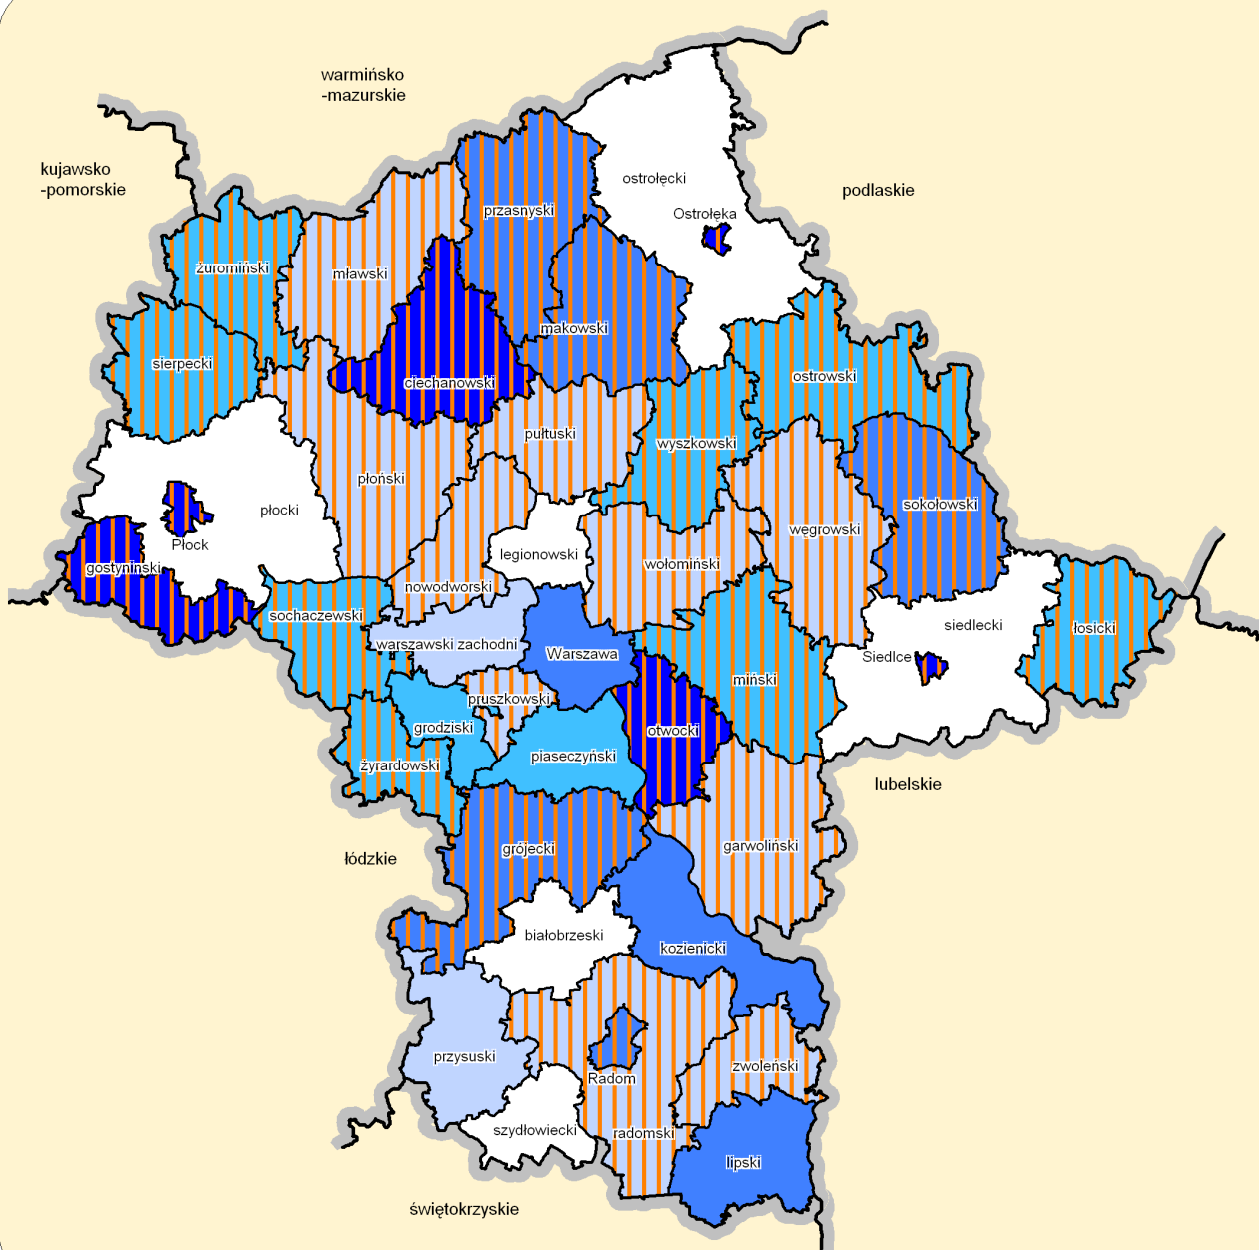 warmińsko
-mazurskie
kujawsko
-pomorskie
podlaskie
ostrołęcki
Ostrołęka
przasnyski
żuromiński
mławski
makowski
sierpecki
ciechanowski
ostrowski
pułtuski
wyszkowski
płoński
sokołowski
płocki
węgrowski
Płock
legionowski
gostyniński
wołomiński
nowodworski
sochaczewski
siedlecki
łosicki
warszawski zachodni
Warszawa
Siedlce
miński
pruszkowski
grodziski
otwocki
piaseczyński
żyrardowski
lubelskie
garwoliński
grójecki
łódzkie
białobrzeski
kozienicki
przysuski
zwoleński
Radom
szydłowiecki
radomski
lipski
świętokrzyskie